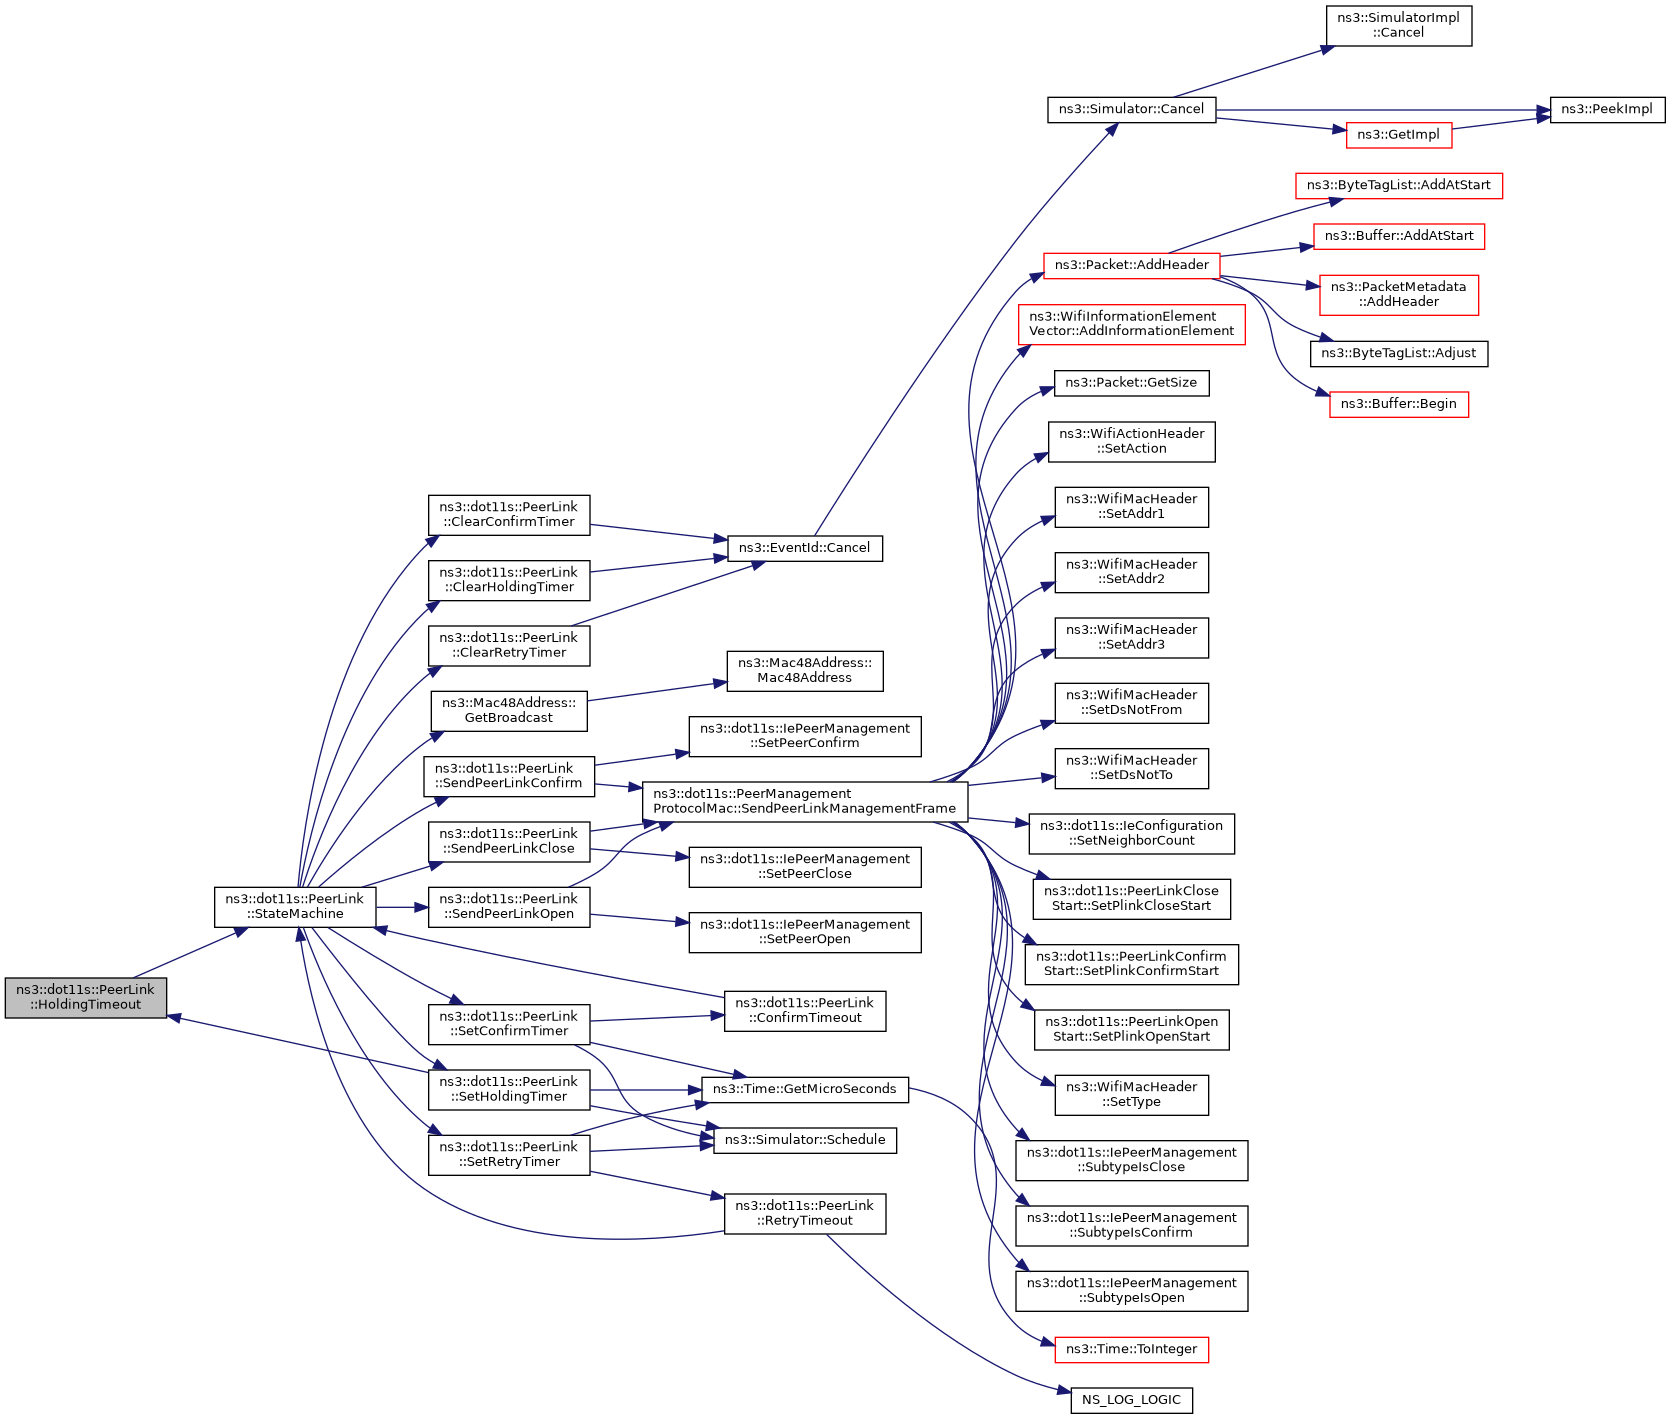 ns3::SimulatorImpl
::Cancel
ns3::Simulator::Cancel
ns3::PeekImpl
ns3::GetImpl
ns3::ByteTagList::AddAtStart
ns3::Buffer::AddAtStart
ns3::Packet::AddHeader
ns3::PacketMetadata
::AddHeader
ns3::WifiInformationElement
Vector::AddInformationElement
ns3::ByteTagList::Adjust
ns3::Packet::GetSize
ns3::Buffer::Begin
ns3::WifiActionHeader
::SetAction
ns3::dot11s::PeerLink
::ClearConfirmTimer
ns3::WifiMacHeader
::SetAddr1
ns3::EventId::Cancel
ns3::dot11s::PeerLink
::ClearHoldingTimer
ns3::WifiMacHeader
::SetAddr2
ns3::dot11s::PeerLink
::ClearRetryTimer
ns3::WifiMacHeader
::SetAddr3
ns3::Mac48Address::
Mac48Address
ns3::Mac48Address::
GetBroadcast
ns3::WifiMacHeader
::SetDsNotFrom
ns3::dot11s::IePeerManagement
::SetPeerConfirm
ns3::dot11s::PeerLink
::SendPeerLinkConfirm
ns3::WifiMacHeader
::SetDsNotTo
ns3::dot11s::PeerManagement
ProtocolMac::SendPeerLinkManagementFrame
ns3::dot11s::PeerLink
::SendPeerLinkClose
ns3::dot11s::IeConfiguration
::SetNeighborCount
ns3::dot11s::IePeerManagement
::SetPeerClose
ns3::dot11s::PeerLink
::StateMachine
ns3::dot11s::PeerLink
::SendPeerLinkOpen
ns3::dot11s::PeerLinkClose
Start::SetPlinkCloseStart
ns3::dot11s::IePeerManagement
::SetPeerOpen
ns3::dot11s::PeerLinkConfirm
Start::SetPlinkConfirmStart
ns3::dot11s::PeerLink
::HoldingTimeout
ns3::dot11s::PeerLink
::SetConfirmTimer
ns3::dot11s::PeerLink
::ConfirmTimeout
ns3::dot11s::PeerLinkOpen
Start::SetPlinkOpenStart
ns3::dot11s::PeerLink
::SetHoldingTimer
ns3::Time::GetMicroSeconds
ns3::WifiMacHeader
::SetType
ns3::dot11s::PeerLink
::SetRetryTimer
ns3::Simulator::Schedule
ns3::dot11s::IePeerManagement
::SubtypeIsClose
ns3::dot11s::PeerLink
::RetryTimeout
ns3::dot11s::IePeerManagement
::SubtypeIsConfirm
ns3::dot11s::IePeerManagement
::SubtypeIsOpen
ns3::Time::ToInteger
NS_LOG_LOGIC